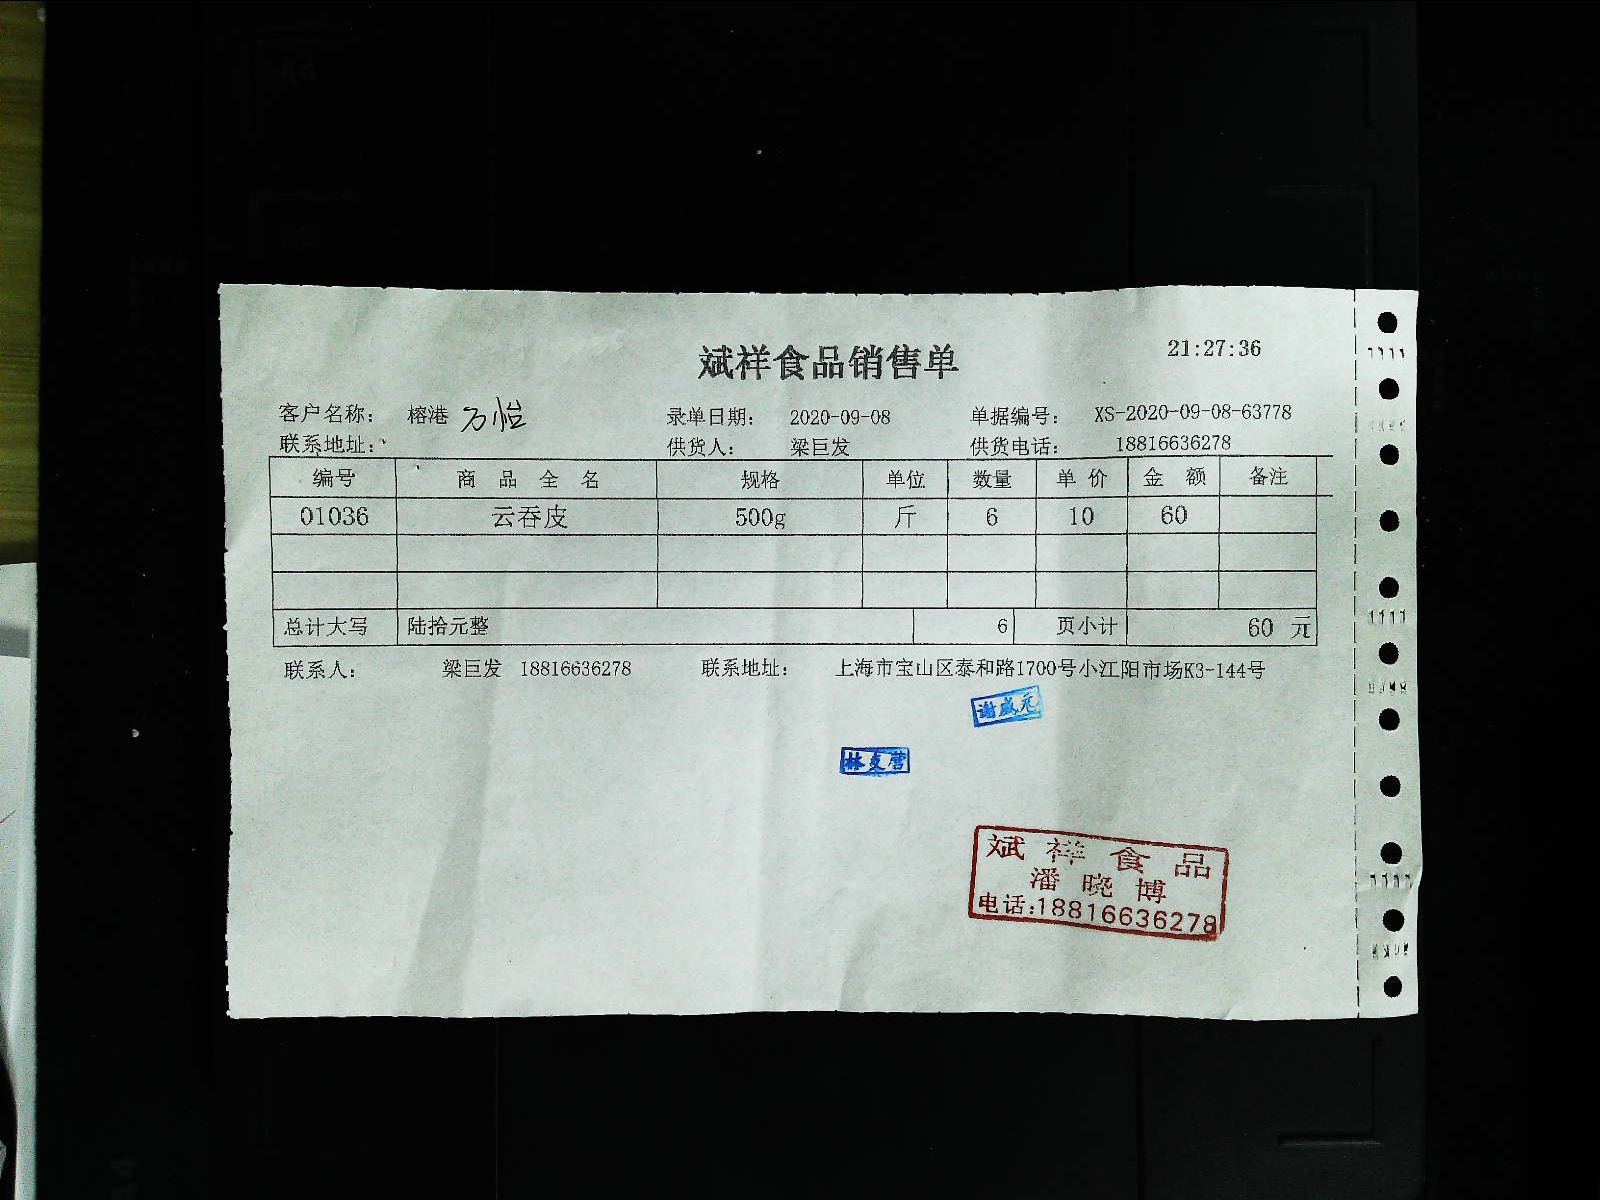 斌祥食品销售单 21:27:36
客户名称： 榕港 万怡 录单日期： 2020-09-08 单据编号： XS-2020-09-08-63778
联系地址： 供货人： 梁巨发 供货电话： 18816636278
编号 商品全名 规格 单位 数量 单价 金额 备注
01036 云吞皮 500g 斤 6 10 60
总计大写 陆拾元整 6 页小计 60 元
联系人： 梁巨发 18816636278 联系地址： 上海市宝山区泰和路1700号小江阳市场K3-144号
斌祥食品
潘晓博
电话:18816636278